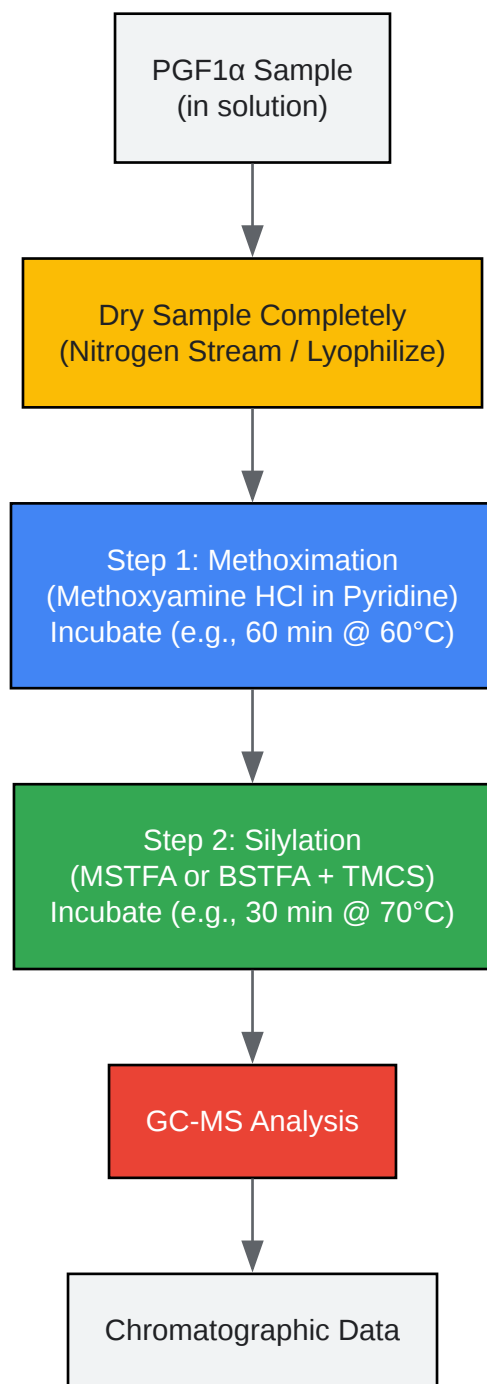 PGF1α Sample
(in solution)
Dry Sample Completely
(Nitrogen Stream / Lyophilize)
Step 1: Methoximation
(Methoxyamine HCl in Pyridine)
Incubate (e.g., 60 min @ 60°C)
Step 2: Silylation
(MSTFA or BSTFA + TMCS)
Incubate (e.g., 30 min @ 70°C)
GC-MS Analysis
Chromatographic Data